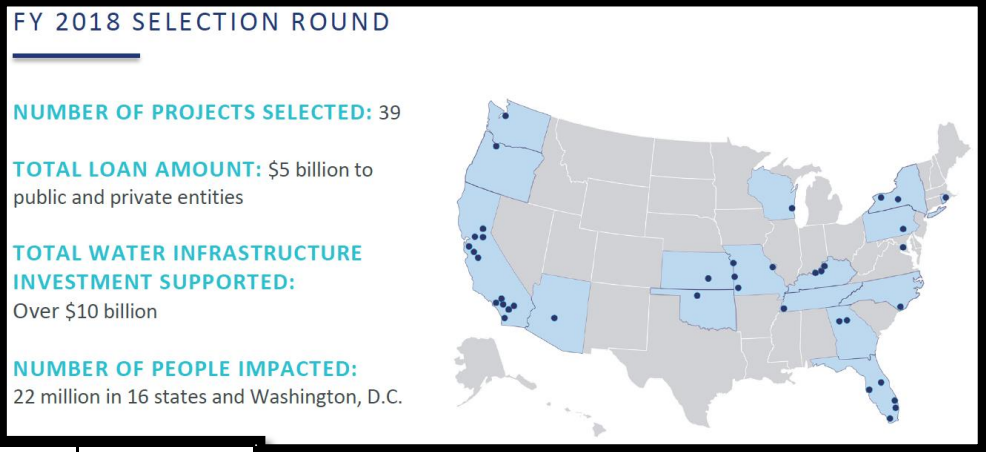 FY 2018 SELECTION ROUND
NUMBER OF PROJECTS SELECTED: 39
TOTAL LOAN AMOUNT: $5 billion to
public and private entities
TOTAL WATER INFRASTRUCTURE
INVESTMENT SUPPORTED:
Over $10 billion
NUMBER OF PEOPLE IMPACTED:
22 million in 16 states and Washington, D.C.